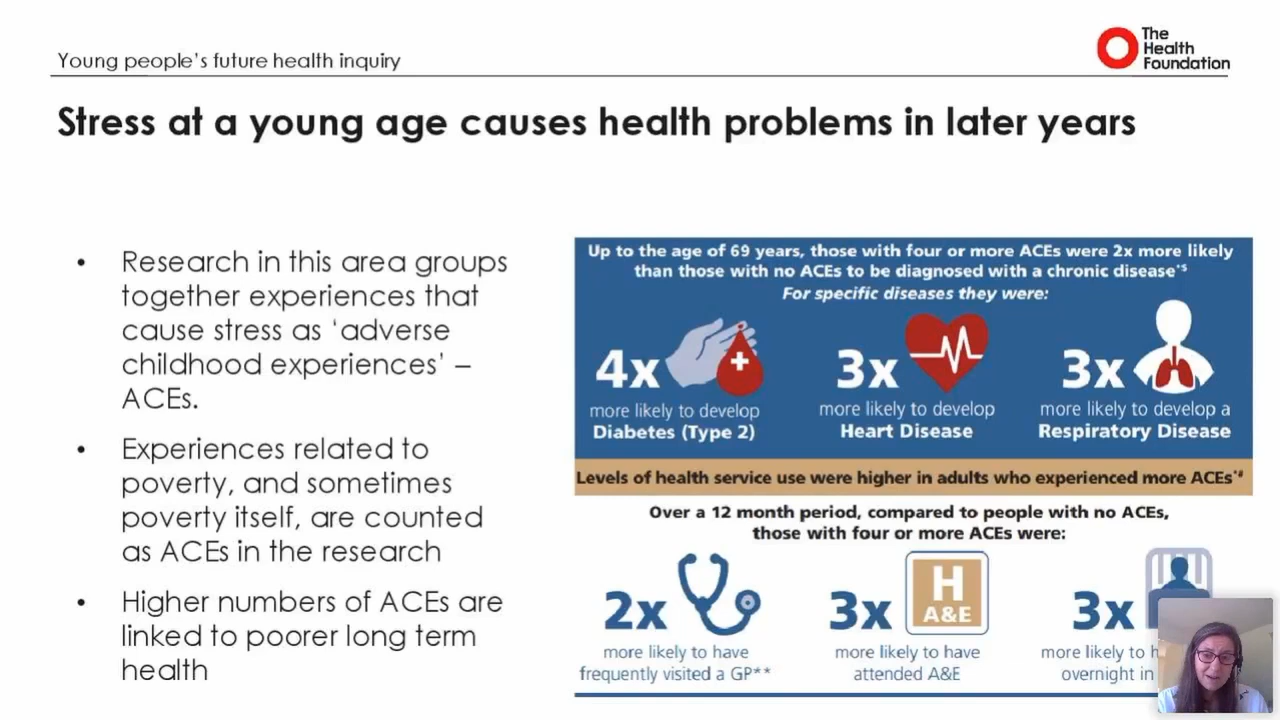 Young people's future health inquiry
The
Health
Foundation
Stress at a young age causes health problems in later years
• Research in this area groups
together experiences that
cause stress as 'adverse
childhood experiences' –
ACEs.
• Experiences related to
poverty, and sometimes
poverty itself, are counted
as ACEs in the research
• Higher numbers of ACEs are
linked to poorer long term
health
Up to the age of 69 years, those with four or more ACEs were 2x more likely
than those with no ACEs to be diagnosed with a chronic disease*$
For specific diseases they were:
4x
more likely to develop
Diabetes (Type 2)
3x
more likely to develop
Heart Disease
3x
more likely to develop a
Respiratory Disease
Levels of health service use were higher in adults who experienced more ACEs*#
Over a 12 month period, compared to people with no ACEs,
those with four or more ACEs were:
2x
more likely to have
frequently visited a GP**
3x
H
A&E
more likely to have
attended A&E
3x
more likely to
overnight in